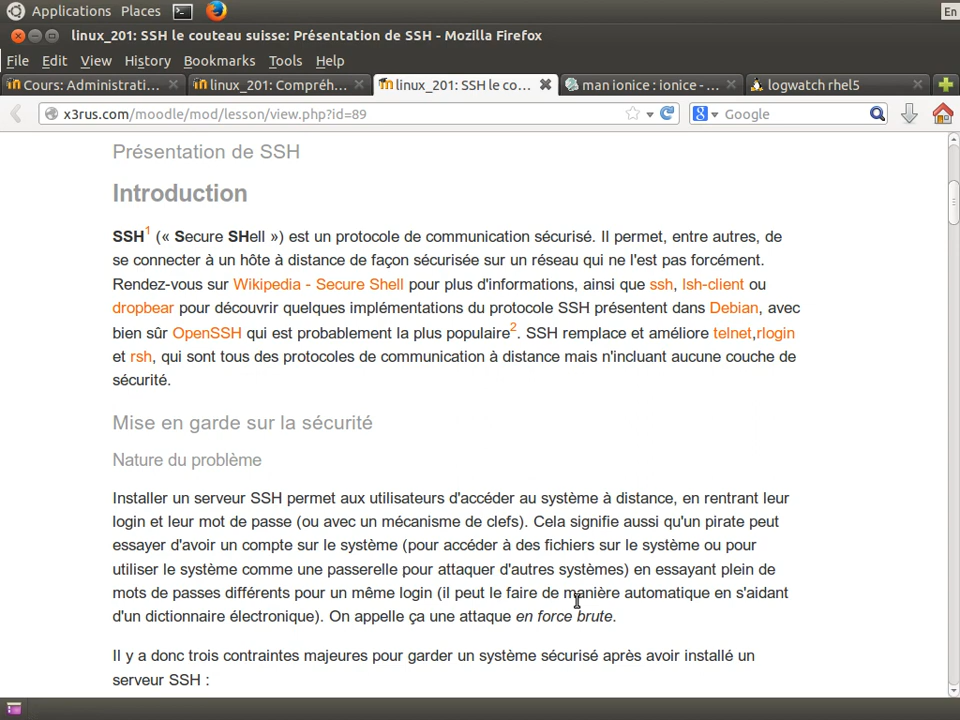 Applications Places En
linux_201: SSH le couteau suisse: Présentation de SSH - Mozilla Firefox
File Edit View History Bookmarks Tools Help
Cours: Administrati... linux_201: Compréh... linux_201: SSH le co... man ionice : ionice - ... logwatch rhel5
x3rus.com/moodle/mod/lesson/view.php?id=89 8 Google
Présentation de SSH
Introduction
SSH1 (« Secure SHell ») est un protocole de communication sécurisé. Il permet, entre autres, de
se connecter à un hôte à distance de façon sécurisée sur un réseau qui ne l'est pas forcément.
Rendez-vous sur Wikipedia - Secure Shell pour plus d'informations, ainsi que ssh, lsh-client ou
dropbear pour découvrir quelques implémentations du protocole SSH présentent dans Debian, avec
bien sûr OpenSSH qui est probablement la plus populaire2. SSH remplace et améliore telnet,rlogin
et rsh, qui sont tous des protocoles de communication à distance mais n'incluant aucune couche de
sécurité.
Mise en garde sur la sécurité
Nature du problème
Installer un serveur SSH permet aux utilisateurs d'accéder au système à distance, en rentrant leur
login et leur mot de passe (ou avec un mécanisme de clefs). Cela signifie aussi qu'un pirate peut
essayer d'avoir un compte sur le système (pour accéder à des fichiers sur le système ou pour
utiliser le système comme une passerelle pour attaquer d'autres systèmes) en essayant plein de
mots de passes différents pour un même login (il peut le faire de manière automatique en s'aidant
d'un dictionnaire électronique). On appelle ça une attaque en force brute.
Il y a donc trois contraintes majeures pour garder un système sécurisé après avoir installé un
serveur SSH :